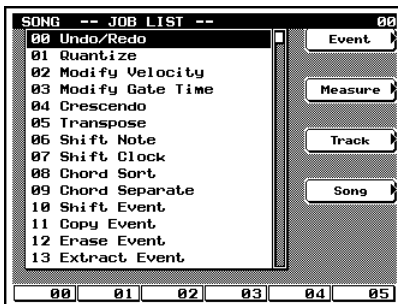 SONG -- JOB LIST -- 00
00 Undo/Redo
01 Quantize
02 Modify Velocity
03 Modify Gate Time
04 Crescendo
05 Transpose
06 Shift Note
07 Shift Clock
08 Chord Sort
09 Chord Separate
10 Shift Event
11 Copy Event
12 Erase Event
13 Extract Event
Event
Measure
Track
Song
00 01 02 03 04 05